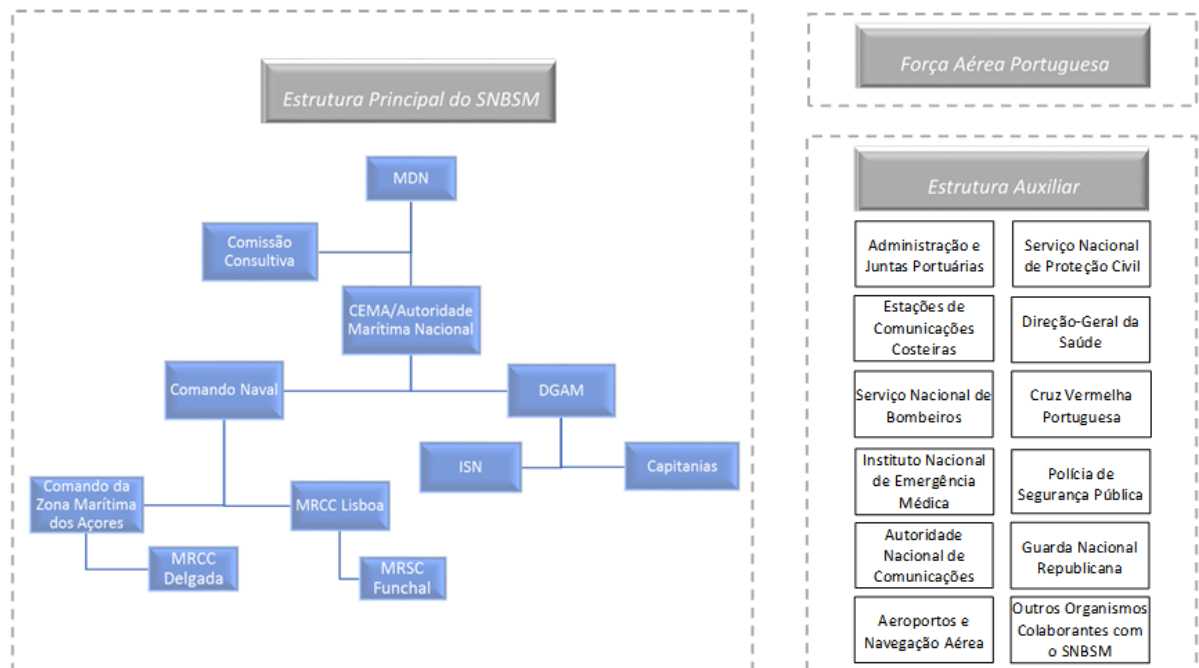 Estrutura Principal do SNBSM
MDN
Comissão
Consultiva
CEMA/Autoridade
Marítima Nacional
Comando Naval
DGAM
ISN
Capitanias
Comando da
Zona Marítima
dos Açores
MRCC Lisboa
MRCC
Delgada
MRSC
Funchal
Força Aérea Portuguesa
Estrutura Auxiliar
Administração e
Juntas Portuárias
Serviço Nacional
de Proteção Civil
Estações de
Comunicações
Costeiras
Direção-Geral da
Saúde
Serviço Nacional de
Bombeiros
Cruz Vermelha
Portuguesa
Instituto Nacional
de Emergência
Médica
Polícia de
Segurança Pública
Autoridade
Nacional de
Comunicações
Guarda Nacional
Republicana
Aeroportos e
Navegação Aérea
Outros Organismos
Colaborantes com
o SNBSM